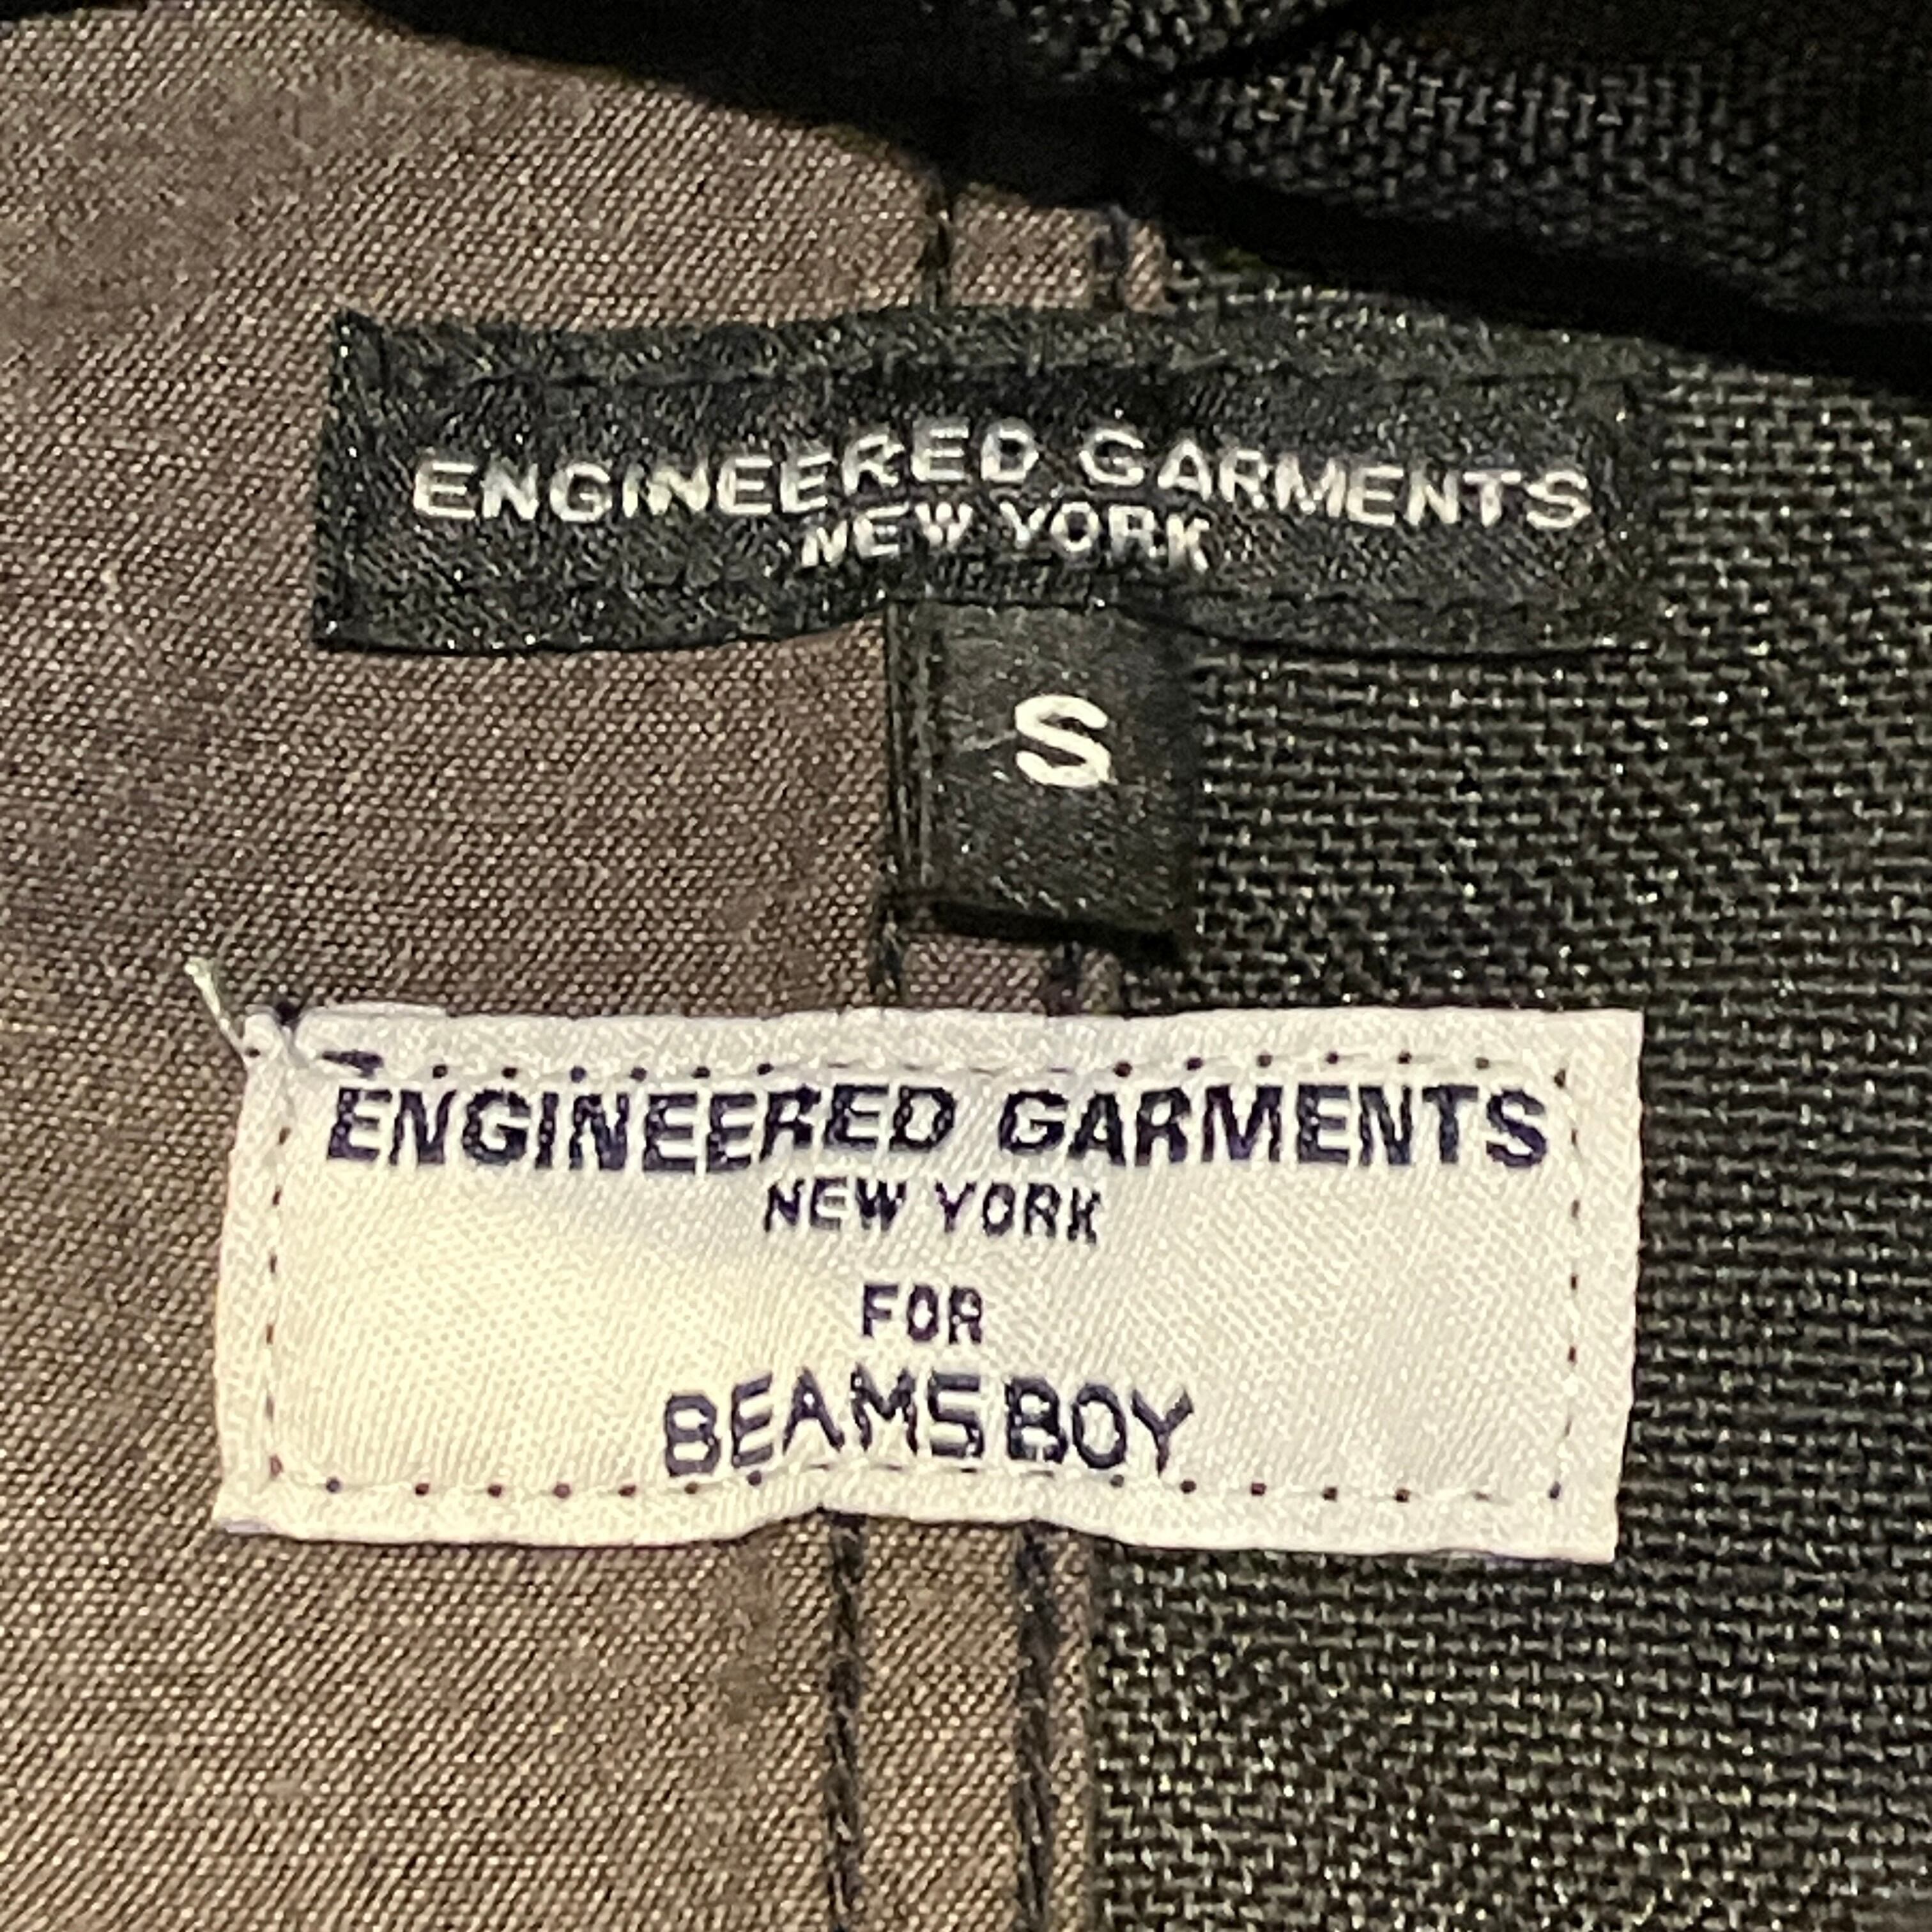 ENGINEERED GARMENTS
NEW YORK
S
ENGINEERED GARMENTS
NEW YORK
FOR
BEAMS BOY